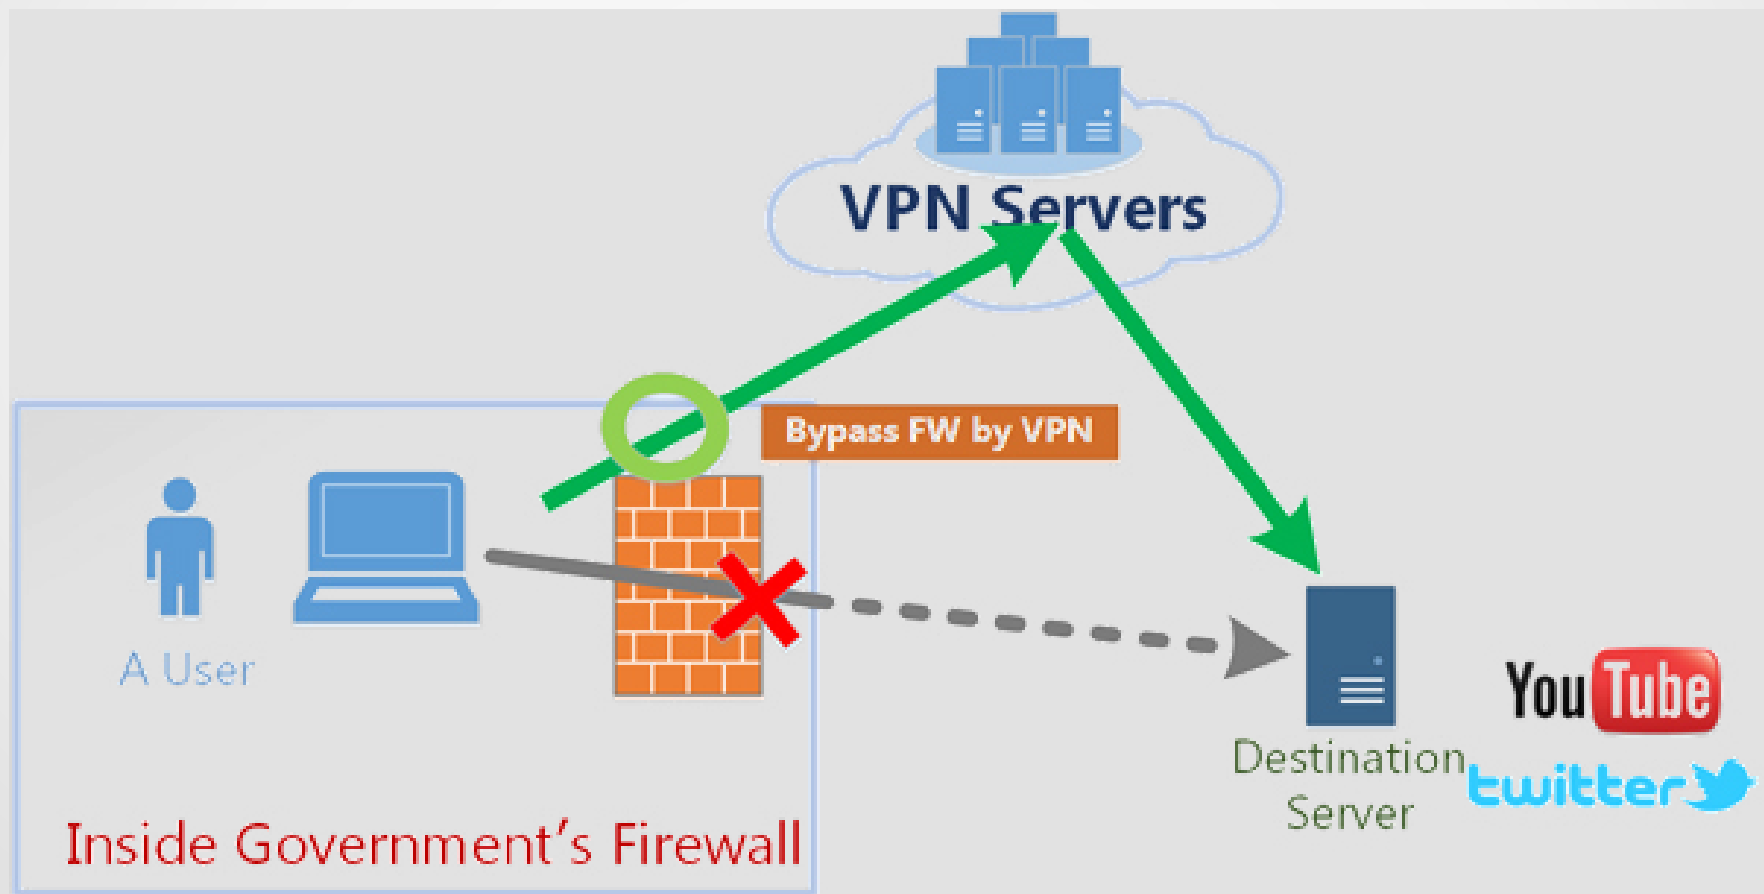 VPN Servers
Bypass FW by VPN
A User
Inside Government's Firewall
Destination
Server
YouTube
twitter